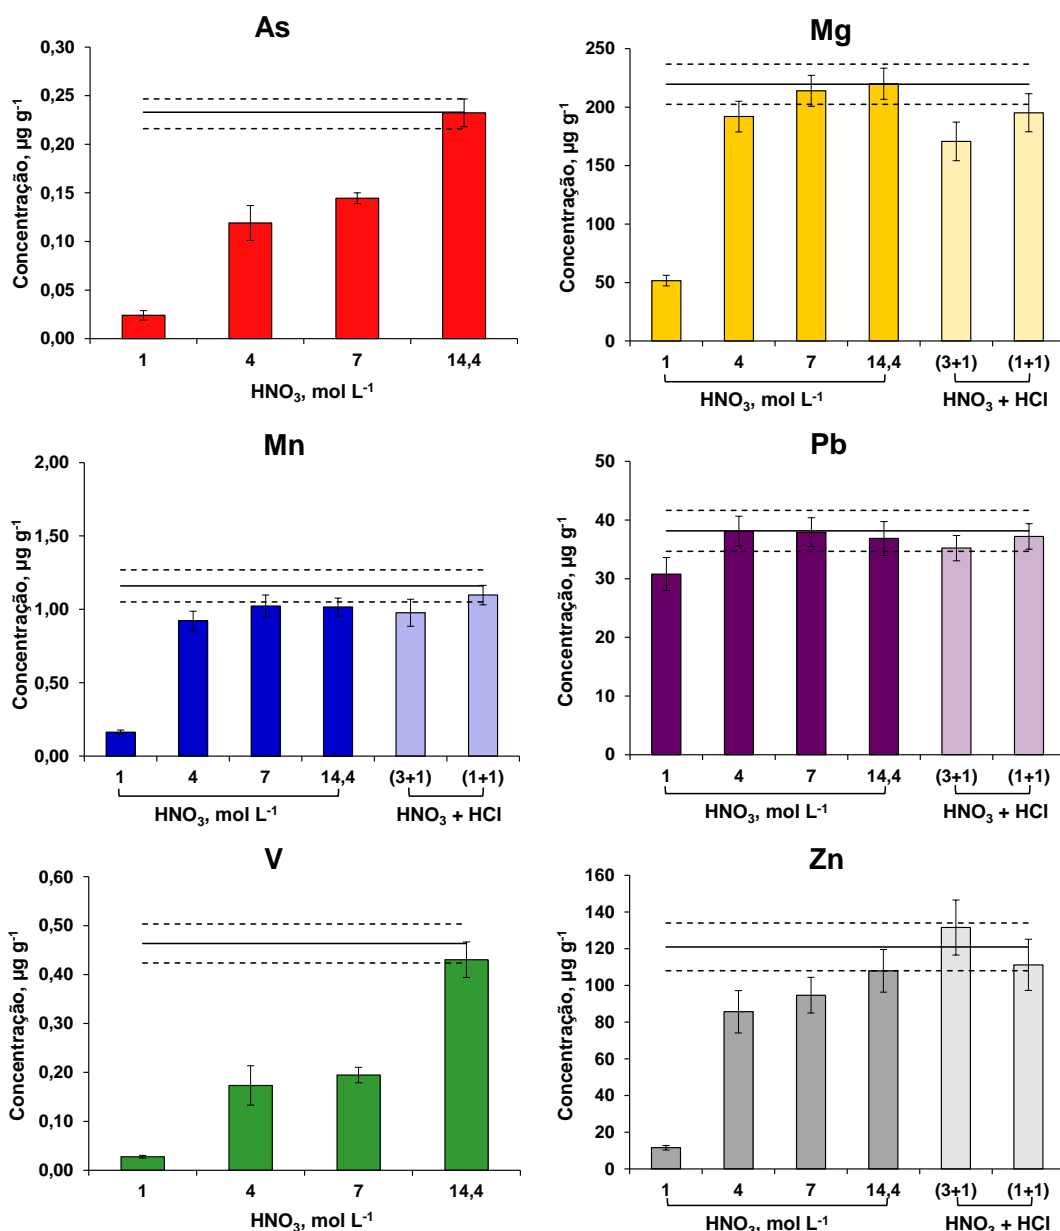 As
Concentração, µg g-1
0,30
0,25
0,20
0,15
0,10
0,05
0,00
1 4 7 14,4
HNO3, mol L-1
Mg
Concentração, µg g-1
250
200
150
100
50
0
1 4 7 14,4 (3+1) (1+1)
HNO3, mol L-1 HNO3 + HCl
Mn
Concentração, µg g-1
2,00
1,50
1,00
0,50
0,00
1 4 7 14,4 (3+1) (1+1)
HNO3, mol L-1 HNO3 + HCl
Pb
Concentração, µg g-1
50
40
30
20
10
0
1 4 7 14,4 (3+1) (1+1)
HNO3, mol L-1 HNO3 + HCl
V
Concentração, µg g-1
0,60
0,50
0,40
0,30
0,20
0,10
0,00
1 4 7 14,4
HNO3, mol L-1
Zn
Concentração, µg g-1
160
140
120
100
80
60
40
20
0
1 4 7 14,4 (3+1) (1+1)
HNO3, mol L-1 HNO3 + HCl